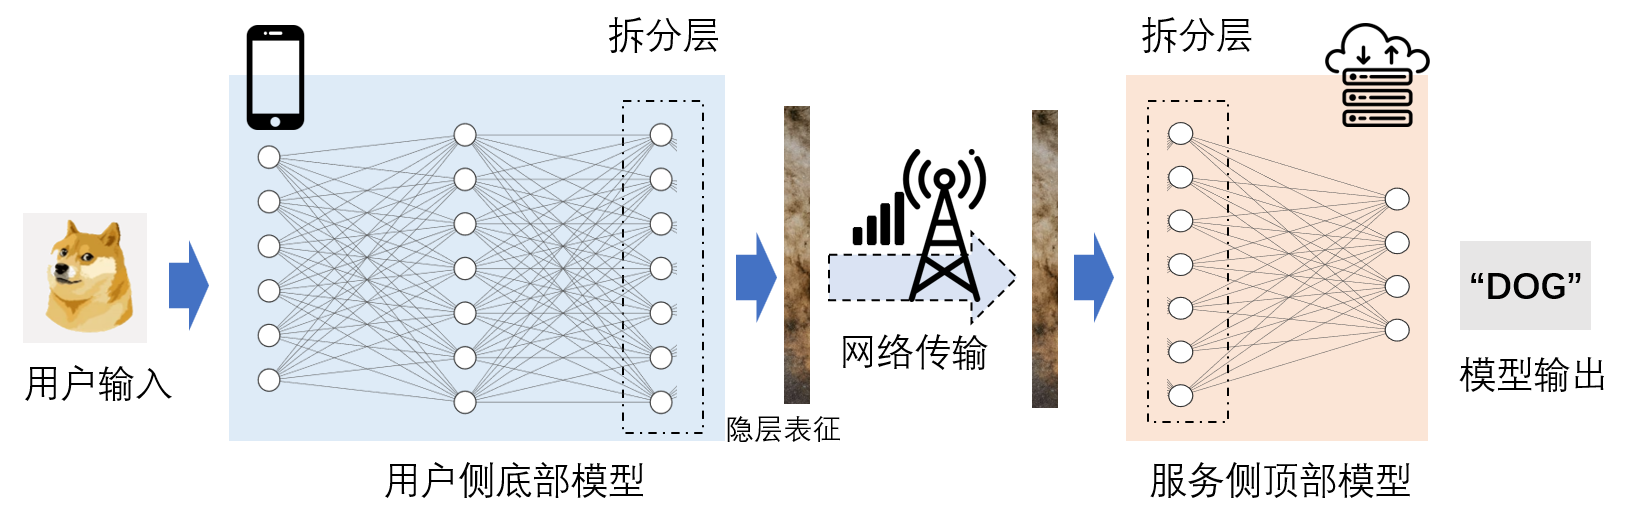 拆分层
拆分层
用户输入
隐层表征
网络传输
“DOG”
模型输出
用户侧底部模型
服务侧顶部模型